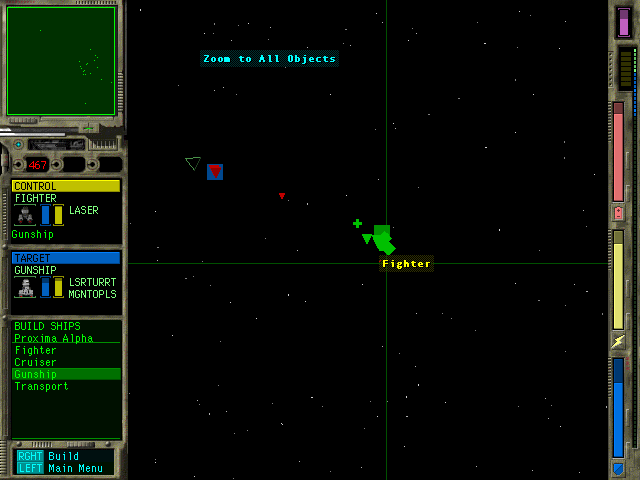 Zoom to All Objects
467
CONTROL
FIGHTER
LASER
Gunship
TARGET
GUNSHIP
LSRTURRT
MGNTOPLS
Fighter
BUILD SHIPS
Proxima Alpha
Fighter
Cruiser
Gunship
Transport
RGHT Build
LEFT Main Menu